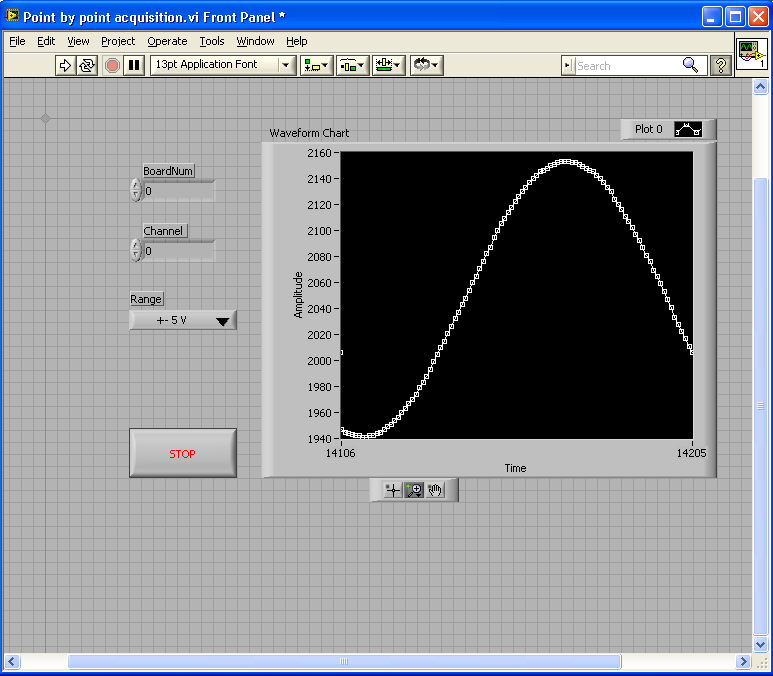 Point by point acquisition.vi Front Panel *
File Edit View Project Operate Tools Window Help
13pt Application Font
Search
?
1
Waveform Chart
Plot 0
BoardNum
0
Channel
0
Range
+- 5 V
STOP
Amplitude
2160
2140
2120
2100
2080
2060
2040
2020
2000
1980
1960
1940
14106
14205
Time